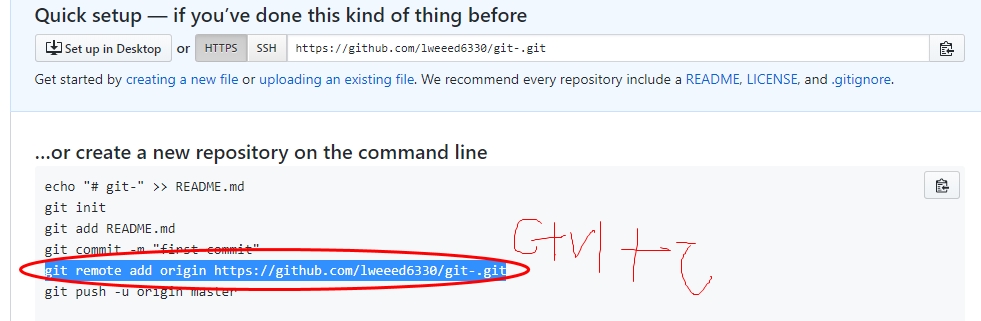 Quick setup — if you’ve done this kind of thing before
Set up in Desktop or HTTPS SSH https://github.com/lweeed6330/git-.git
Get started by creating a new file or uploading an existing file. We recommend every repository include a README, LICENSE, and .gitignore.
...or create a new repository on the command line
echo "# git-" >> README.md
git init
git add README.md
git commit -m "first commit"
git remote add origin https://github.com/lweeed6330/git-.git
git push -u origin master
Ctrl +